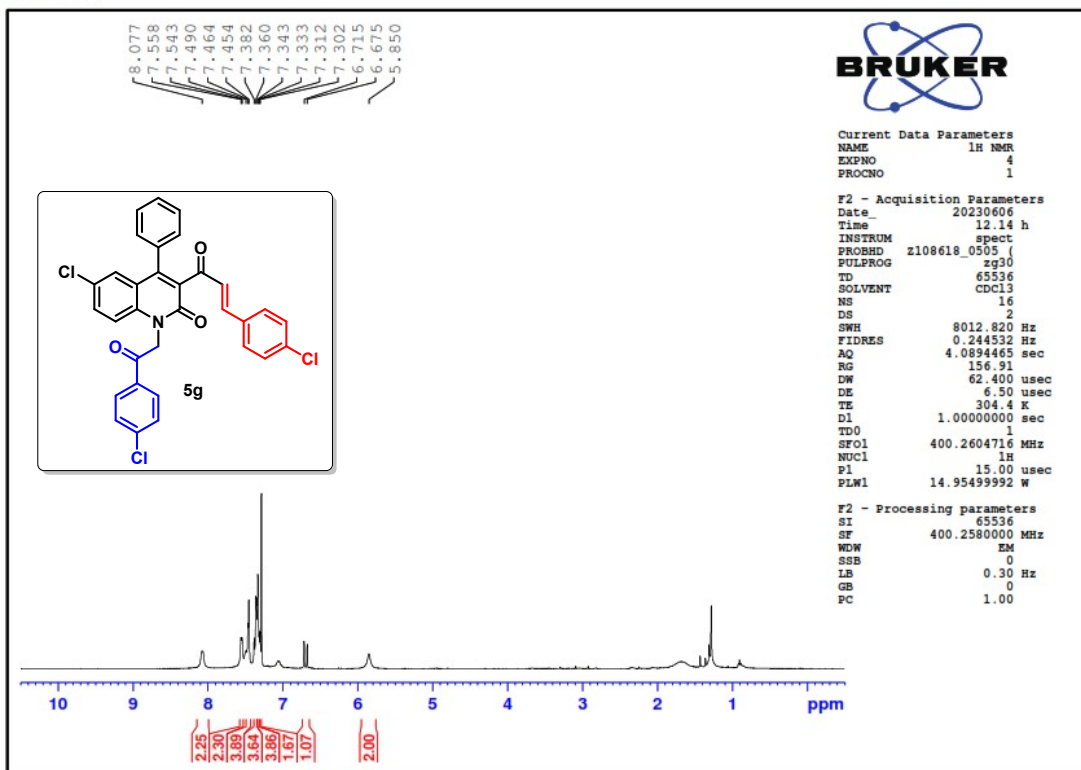 8.077
7.558
7.543
7.490
7.464
7.454
7.382
7.360
7.343
7.333
7.312
7.302
6.715
6.675
5.850
BRUKER
Current Data Parameters
NAME 1H NMR
EXPNO 4
PROCNO 1
F2 - Acquisition Parameters
Date_ 20230606
Time 12.14 h
INSTRUM spect
PROBHD Z108618_0505 (
PULPROG zg30
TD 65536
SOLVENT CDCl3
NS 16
DS 2
SWH 8012.820 Hz
FIDRES 0.244532 Hz
AQ 4.0894465 sec
RG 156.91
DW 62.400 usec
DE 6.50 usec
TE 304.4 K
D1 1.00000000 sec
TD0 1
SFO1 400.2604716 MHz
NUC1 1H
P1 15.00 usec
PLW1 14.95499992 W
F2 - Processing parameters
SI 65536
SF 400.2580000 MHz
WDW EM
SSB 0
LB 0.30 Hz
GB 0
PC 1.00
O
Cl
N
O
O
Cl
5g
Cl
10 9 8 7 6 5 4 3 2 1 ppm
2.25
2.30
3.89
3.64
3.86
1.67
1.07
2.00